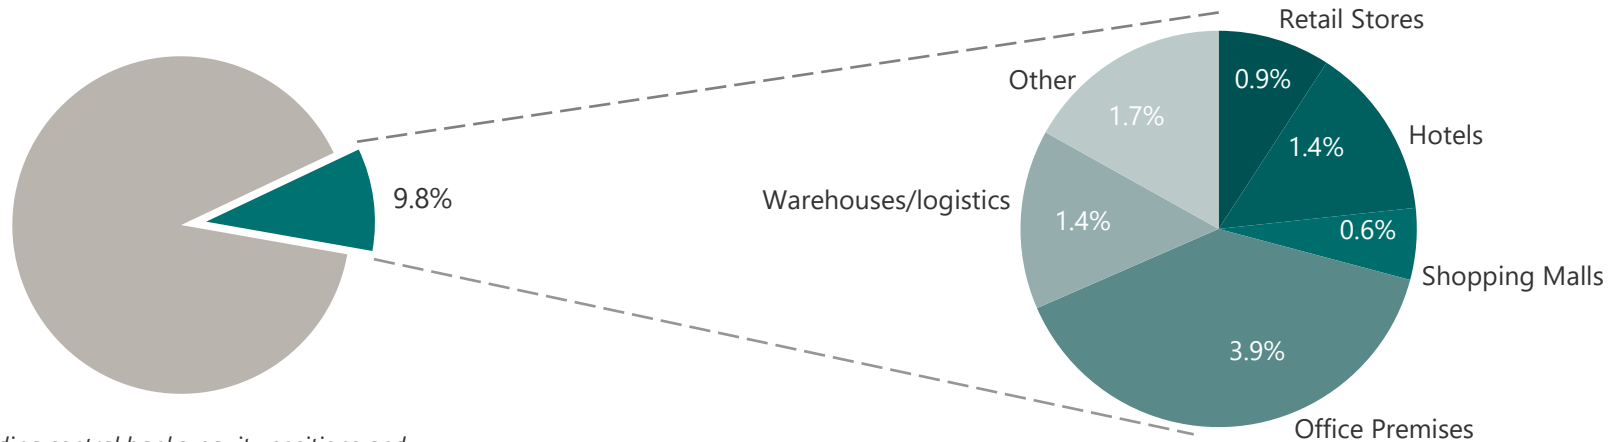 Retail Stores
Other
0.9%
1.7%
Hotels
1.4%
9.8%
Warehouses/logistics
1.4%
0.6%
Shopping Malls
3.9%
Office Premises